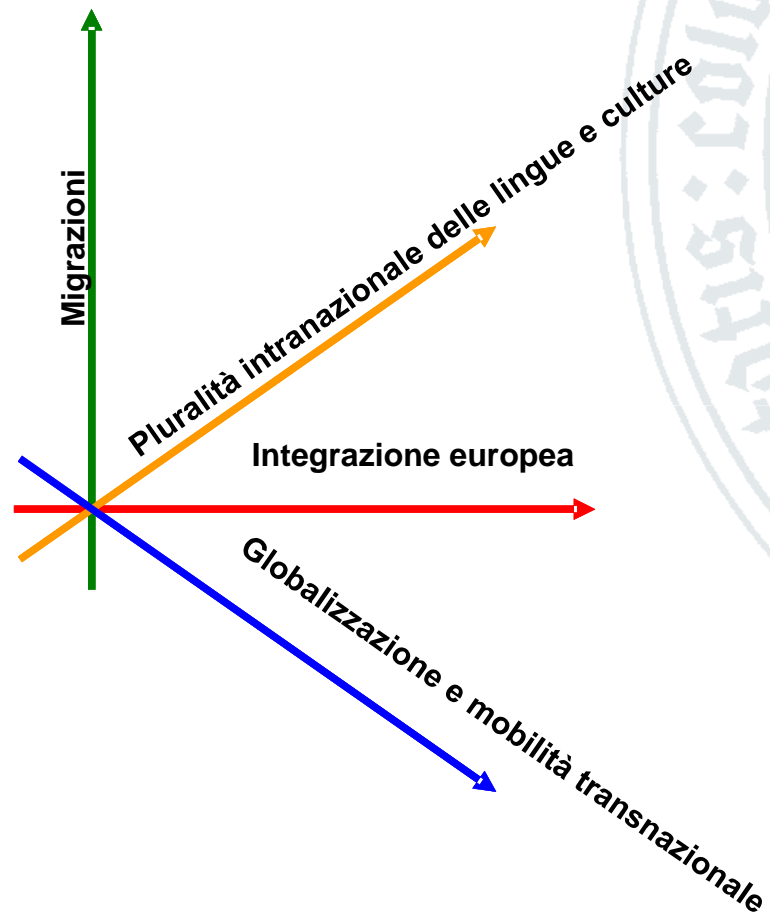 Migrazioni
Pluralità intranazionale delle lingue e culture
Integrazione europea
Globalizzazione e mobilità transnazionale